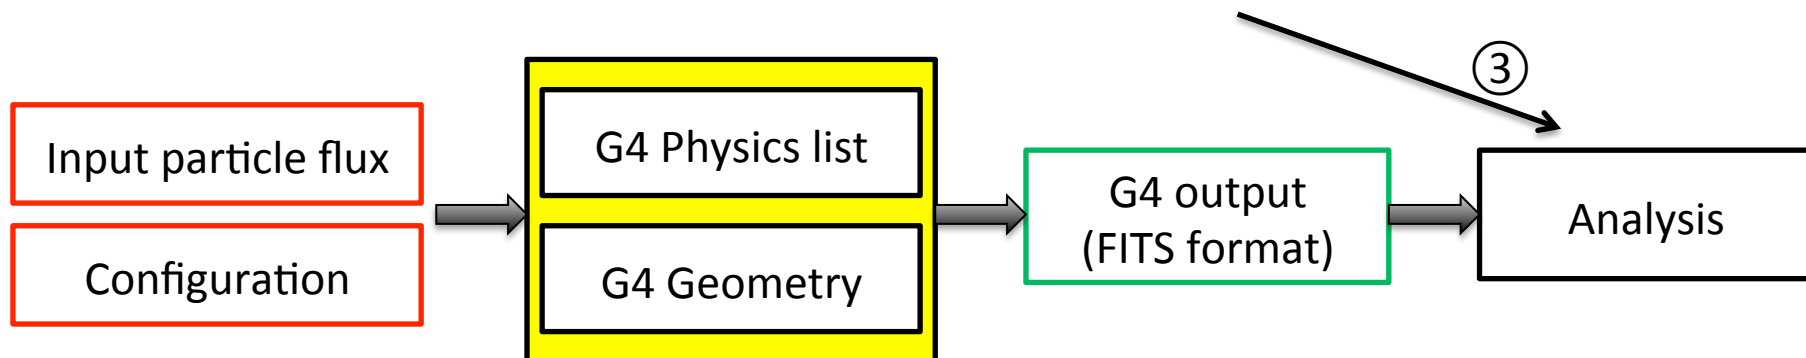 ③
Input particle flux
Configuration
G4 Physics list
G4 Geometry
G4 output
(FITS format)
Analysis